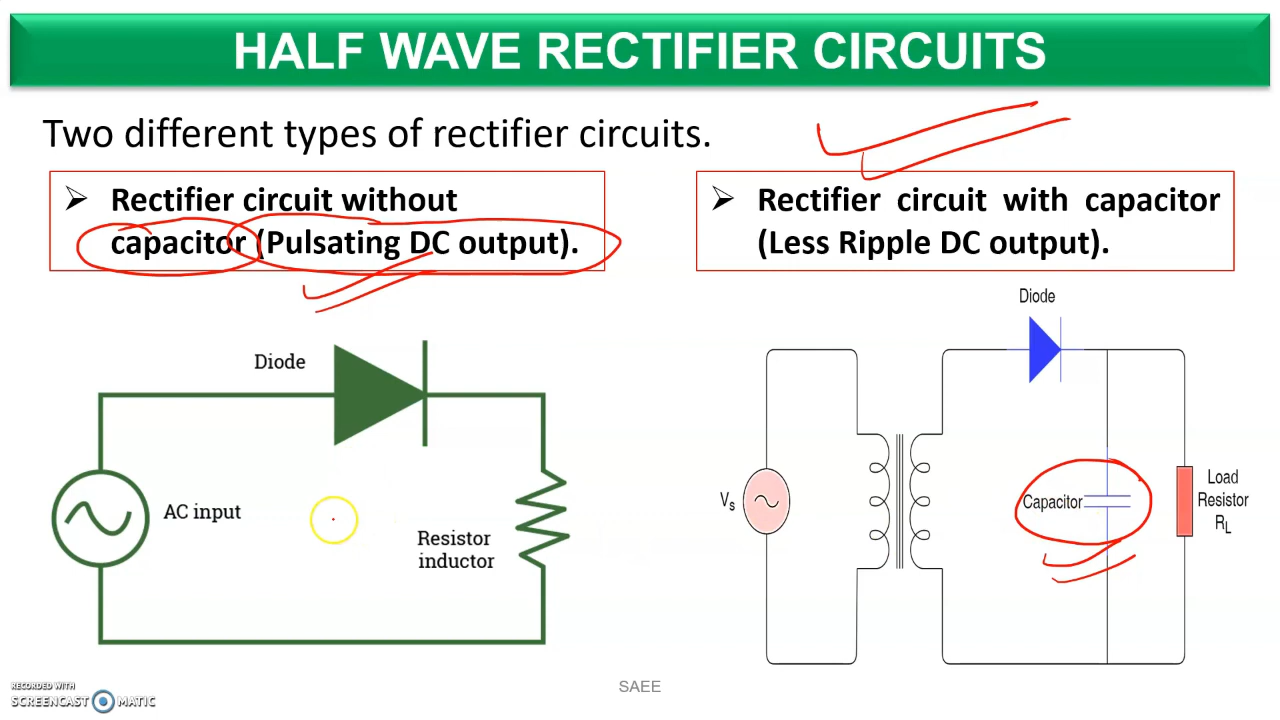 HALF WAVE RECTIFIER CIRCUITS
Two different types of rectifier circuits.
➢ Rectifier circuit without
capacitor (Pulsating DC output).
➢ Rectifier circuit with capacitor
(Less Ripple DC output).
Diode
AC input
Resistor
inductor
Diode
Vs
Capacitor
Load
Resistor
RL
RECORDED WITH
SCREENCAST MATIC
SAEE